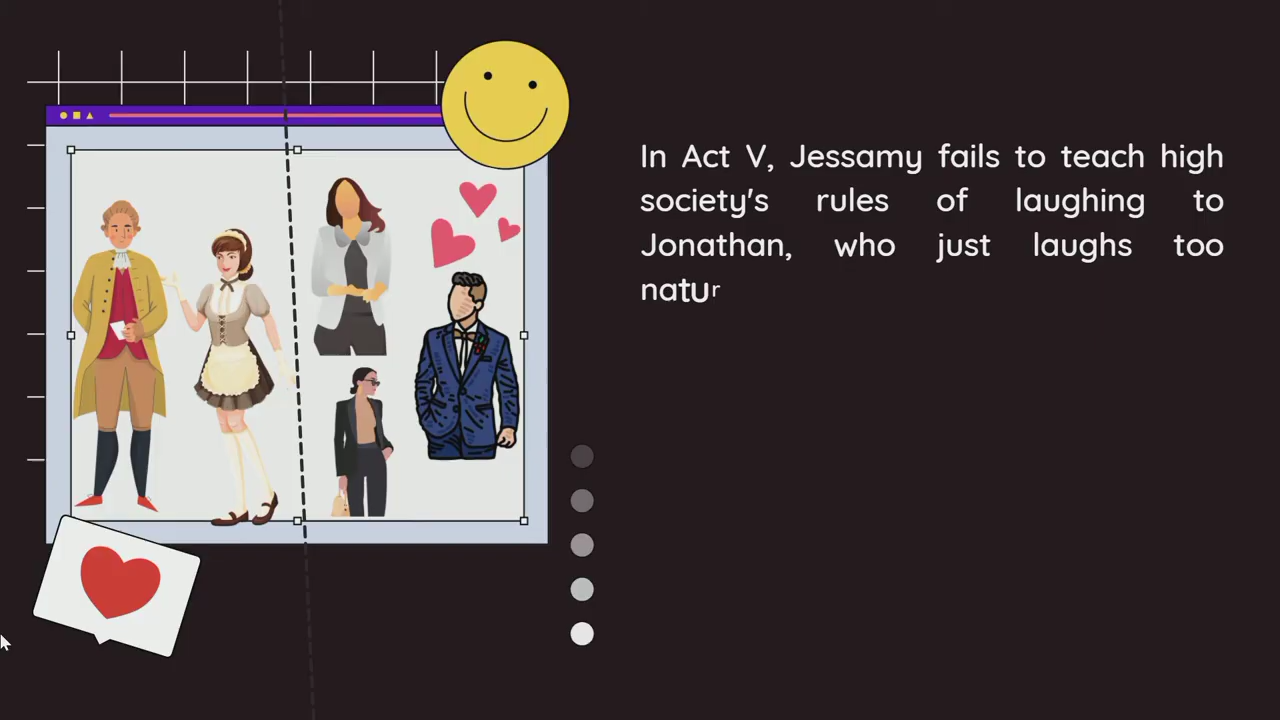 In Act V, Jessamy fails to teach high
society's rules of laughing to
Jonathan, who just laughs too
natur